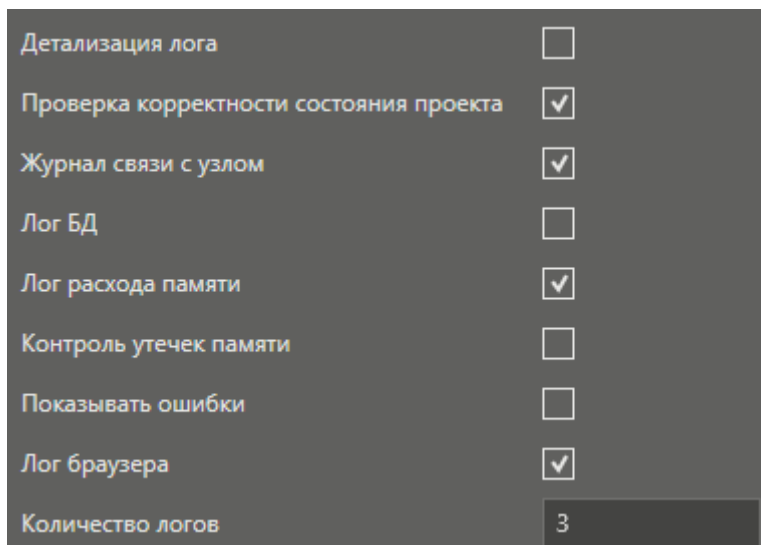 Детализация лога
Проверка корректности состояния проекта
Журнал связи с узлом
Лог БД
Лог расхода памяти
Контроль утечек памяти
Показывать ошибки
Лог браузера
Количество логов 3